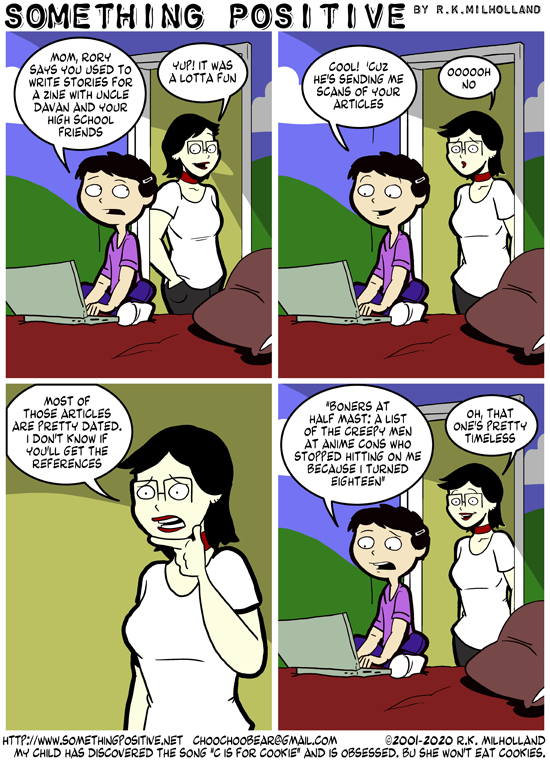 SOMETHING POSITIVE BY R.K.MILHOLLAND
MOM, RORY
SAYS YOU USED TO
WRITE STORIES FOR
A ZINE WITH UNCLE
DAVAN AND YOUR
HIGH SCHOOL
FRIENDS
YUP! IT WAS
A LOTTA FUN
COOL! 'CUZ
HE'S SENDING ME
SCANS OF YOUR
ARTICLES
OOOOOH
NO
MOST OF
THOSE ARTICLES
ARE PRETTY DATED.
I DON'T KNOW IF
YOU'LL GET THE
REFERENCES
"BONERS AT
HALF MAST: A LIST
OF THE CREEPY MEN
AT ANIME CONS WHO
STOPPED HITTING ON ME
BECAUSE I TURNED
EIGHTEEN"
OH, THAT
ONE'S PRETTY
TIMELESS
HTTP://WWW.SOMETHINGPOSITIVE.NET CHOOCHOOBEAR@GMAIL.COM ©2001-2020 R.K. MILHOLLAND
MY CHILD HAS DISCOVERED THE SONG "C IS FOR COOKIE" AND IS OBSESSED. BU SHE WON'T EAT COOKIES.